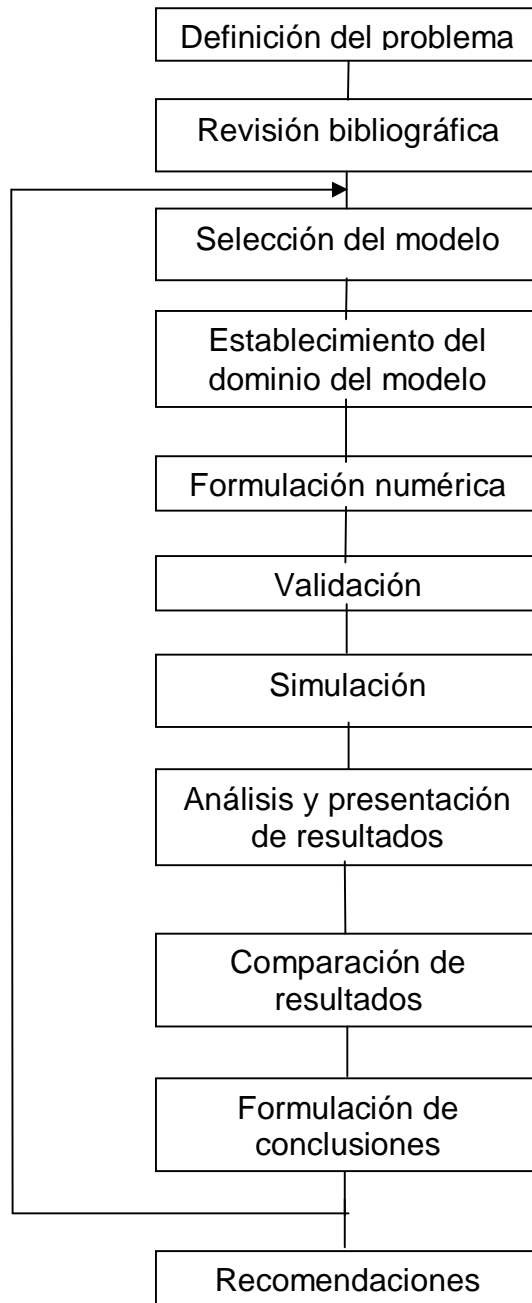 Definición del problema
Revisión bibliográfica
Selección del modelo
Establecimiento del
dominio del modelo
Formulación numérica
Validación
Simulación
Análisis y presentación
de resultados
Comparación de
resultados
Formulación de
conclusiones
Recomendaciones